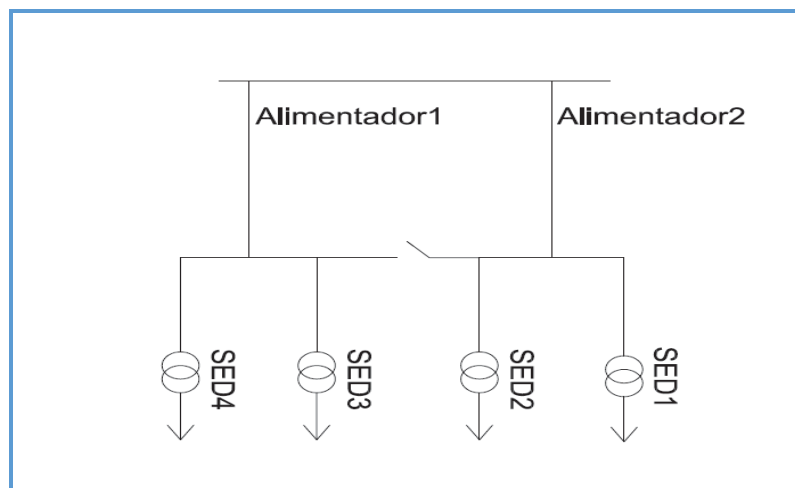 Alimentador1
Alimentador2
SED4
SED3
SED2
SED1